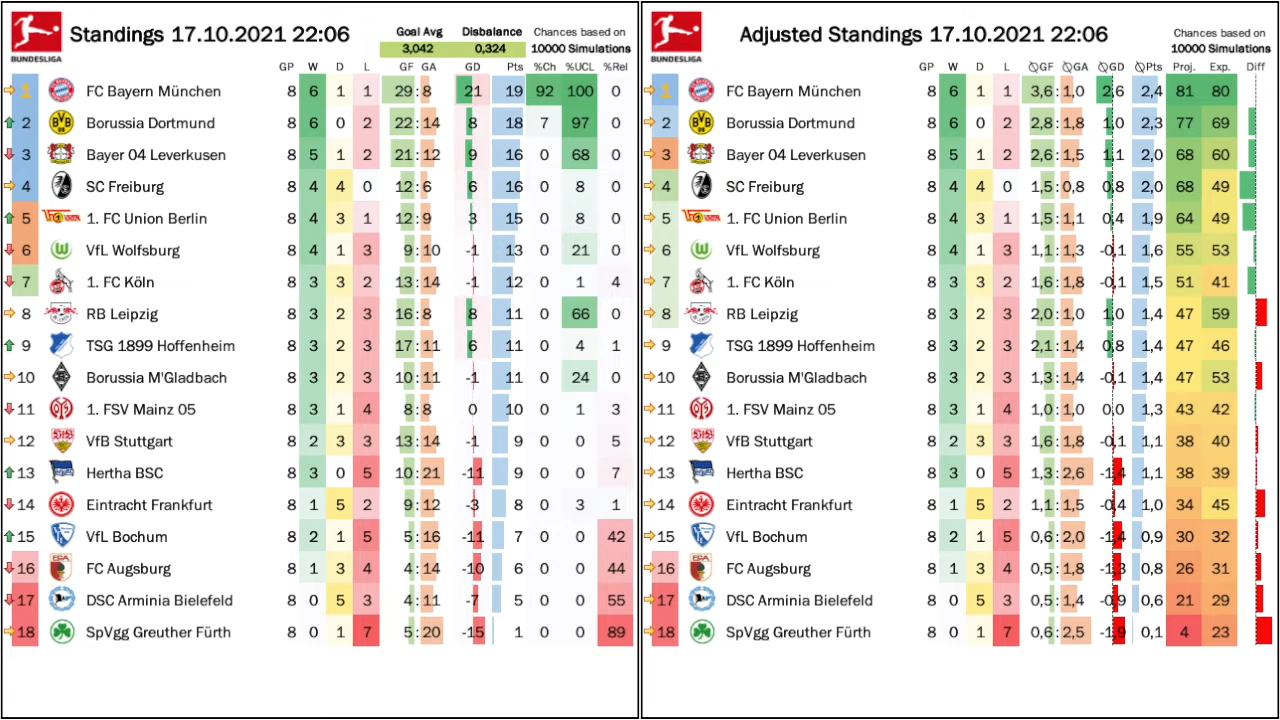 BUNDESLIGA
Standings 17.10.2021 22:06
Goal Avg Disbalance Chances based on
3,042 0,324 10000 Simulations
GP W D L GF GA GD Pts %Ch %UCL %Rel
1 FC Bayern München 8 6 1 1 29 : 8 21 19 92 100 0
2 Borussia Dortmund 8 6 0 2 22 : 14 8 18 7 97 0
3 Bayer 04 Leverkusen 8 5 1 2 21 : 12 9 16 0 68 0
4 SC Freiburg 8 4 4 0 12 : 6 6 16 0 8 0
5 1. FC Union Berlin 8 4 3 1 12 : 9 3 15 0 8 0
6 VfL Wolfsburg 8 4 1 3 9 : 10 -1 13 0 21 0
7 1. FC Köln 8 3 3 2 13 : 14 -1 12 0 1 4
8 RB Leipzig 8 3 2 3 16 : 8 8 11 0 66 0
9 TSG 1899 Hoffenheim 8 3 2 3 17 : 11 6 11 0 4 1
10 Borussia M'Gladbach 8 3 2 3 10 : 11 -1 11 0 24 0
11 1. FSV Mainz 05 8 3 1 4 8 : 8 0 10 0 1 3
12 VfB Stuttgart 8 2 3 3 13 : 14 -1 9 0 0 5
13 Hertha BSC 8 3 0 5 10 : 21 -11 9 0 0 7
14 Eintracht Frankfurt 8 1 5 2 9 : 12 -3 8 0 3 1
15 VfL Bochum 8 2 1 5 5 : 16 -11 7 0 0 42
16 FC Augsburg 8 1 3 4 4 : 14 -10 6 0 0 44
17 DSC Arminia Bielefeld 8 0 5 3 4 : 11 -7 5 0 0 55
18 SpVgg Greuther Fürth 8 0 1 7 5 : 20 -15 1 0 0 89
BUNDESLIGA
Adjusted Standings 17.10.2021 22:06
Chances based on
10000 Simulations
GP W D L ∅GF ∅GA ∅GD ∅Pts Proj. Exp. Diff
1 FC Bayern München 8 6 1 1 3,6 : 1,0 2,6 2,4 81 80
2 Borussia Dortmund 8 6 0 2 2,8 : 1,8 1,0 2,3 77 69
3 Bayer 04 Leverkusen 8 5 1 2 2,6 : 1,5 1,1 2,0 68 60
4 SC Freiburg 8 4 4 0 1,5 : 0,8 0,8 2,0 68 49
5 1. FC Union Berlin 8 4 3 1 1,5 : 1,1 0,4 1,9 64 49
6 VfL Wolfsburg 8 4 1 3 1,1 : 1,3 -0,1 1,6 55 53
7 1. FC Köln 8 3 3 2 1,6 : 1,8 -0,1 1,5 51 41
8 RB Leipzig 8 3 2 3 2,0 : 1,0 1,0 1,4 47 59
9 TSG 1899 Hoffenheim 8 3 2 3 2,1 : 1,4 0,8 1,4 47 46
10 Borussia M'Gladbach 8 3 2 3 1,3 : 1,4 -0,1 1,4 47 53
11 1. FSV Mainz 05 8 3 1 4 1,0 : 1,0 0,0 1,3 43 42
12 VfB Stuttgart 8 2 3 3 1,6 : 1,8 -0,1 1,1 38 40
13 Hertha BSC 8 3 0 5 1,3 : 2,6 -1,4 1,1 38 39
14 Eintracht Frankfurt 8 1 5 2 1,1 : 1,5 -0,4 1,0 34 45
15 VfL Bochum 8 2 1 5 0,6 : 2,0 -1,4 0,9 30 32
16 FC Augsburg 8 1 3 4 0,5 : 1,8 -1,3 0,8 26 31
17 DSC Arminia Bielefeld 8 0 5 3 0,5 : 1,4 -0,9 0,6 21 29
18 SpVgg Greuther Fürth 8 0 1 7 0,6 : 2,5 -1,9 0,1 4 23